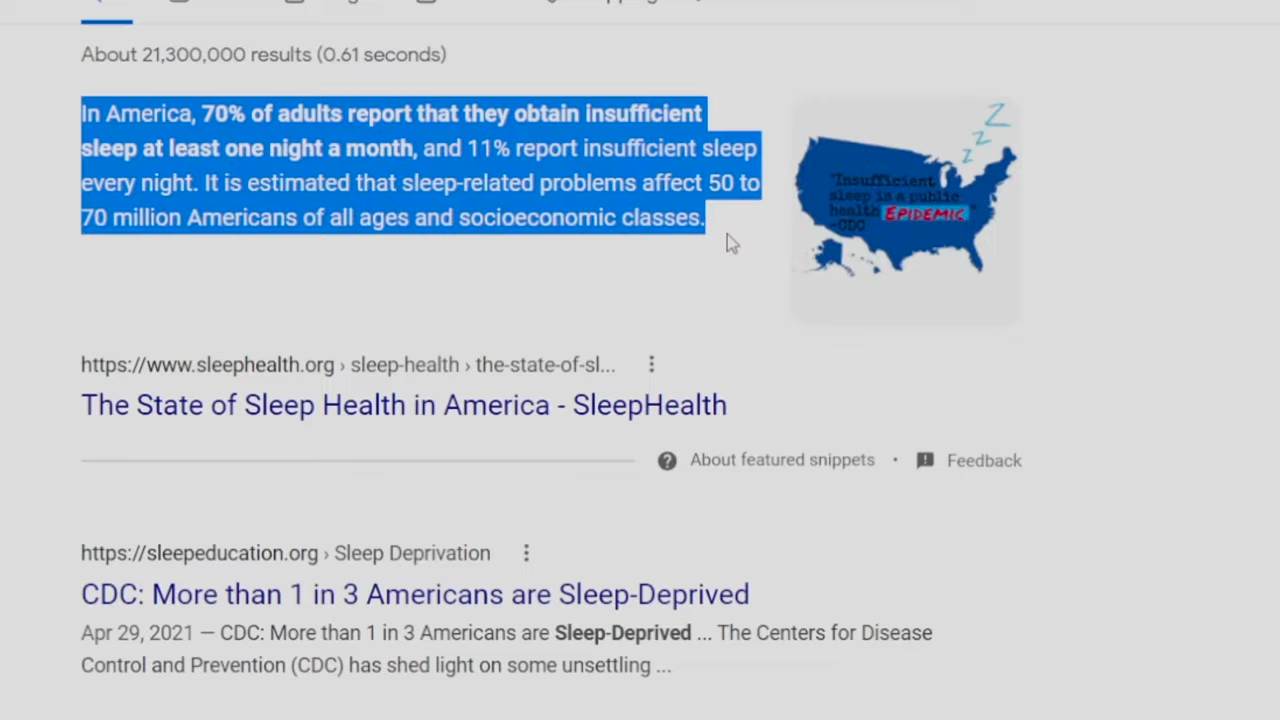 About 21,300,000 results (0.61 seconds)
In America, 70% of adults report that they obtain insufficient
sleep at least one night a month, and 11% report insufficient sleep
every night. It is estimated that sleep-related problems affect 50 to
70 million Americans of all ages and socioeconomic classes.
Z
Z
Z
"Insufficient
sleep is a public
health EPIDEMIC"
-CDC
https://www.sleephealth.org › sleep-health › the-state-of-sl...
The State of Sleep Health in America - SleepHealth
About featured snippets • Feedback
https://sleepeducation.org › Sleep Deprivation
CDC: More than 1 in 3 Americans are Sleep-Deprived
Apr 29, 2021 — CDC: More than 1 in 3 Americans are Sleep-Deprived ... The Centers for Disease
Control and Prevention (CDC) has shed light on some unsettling ...